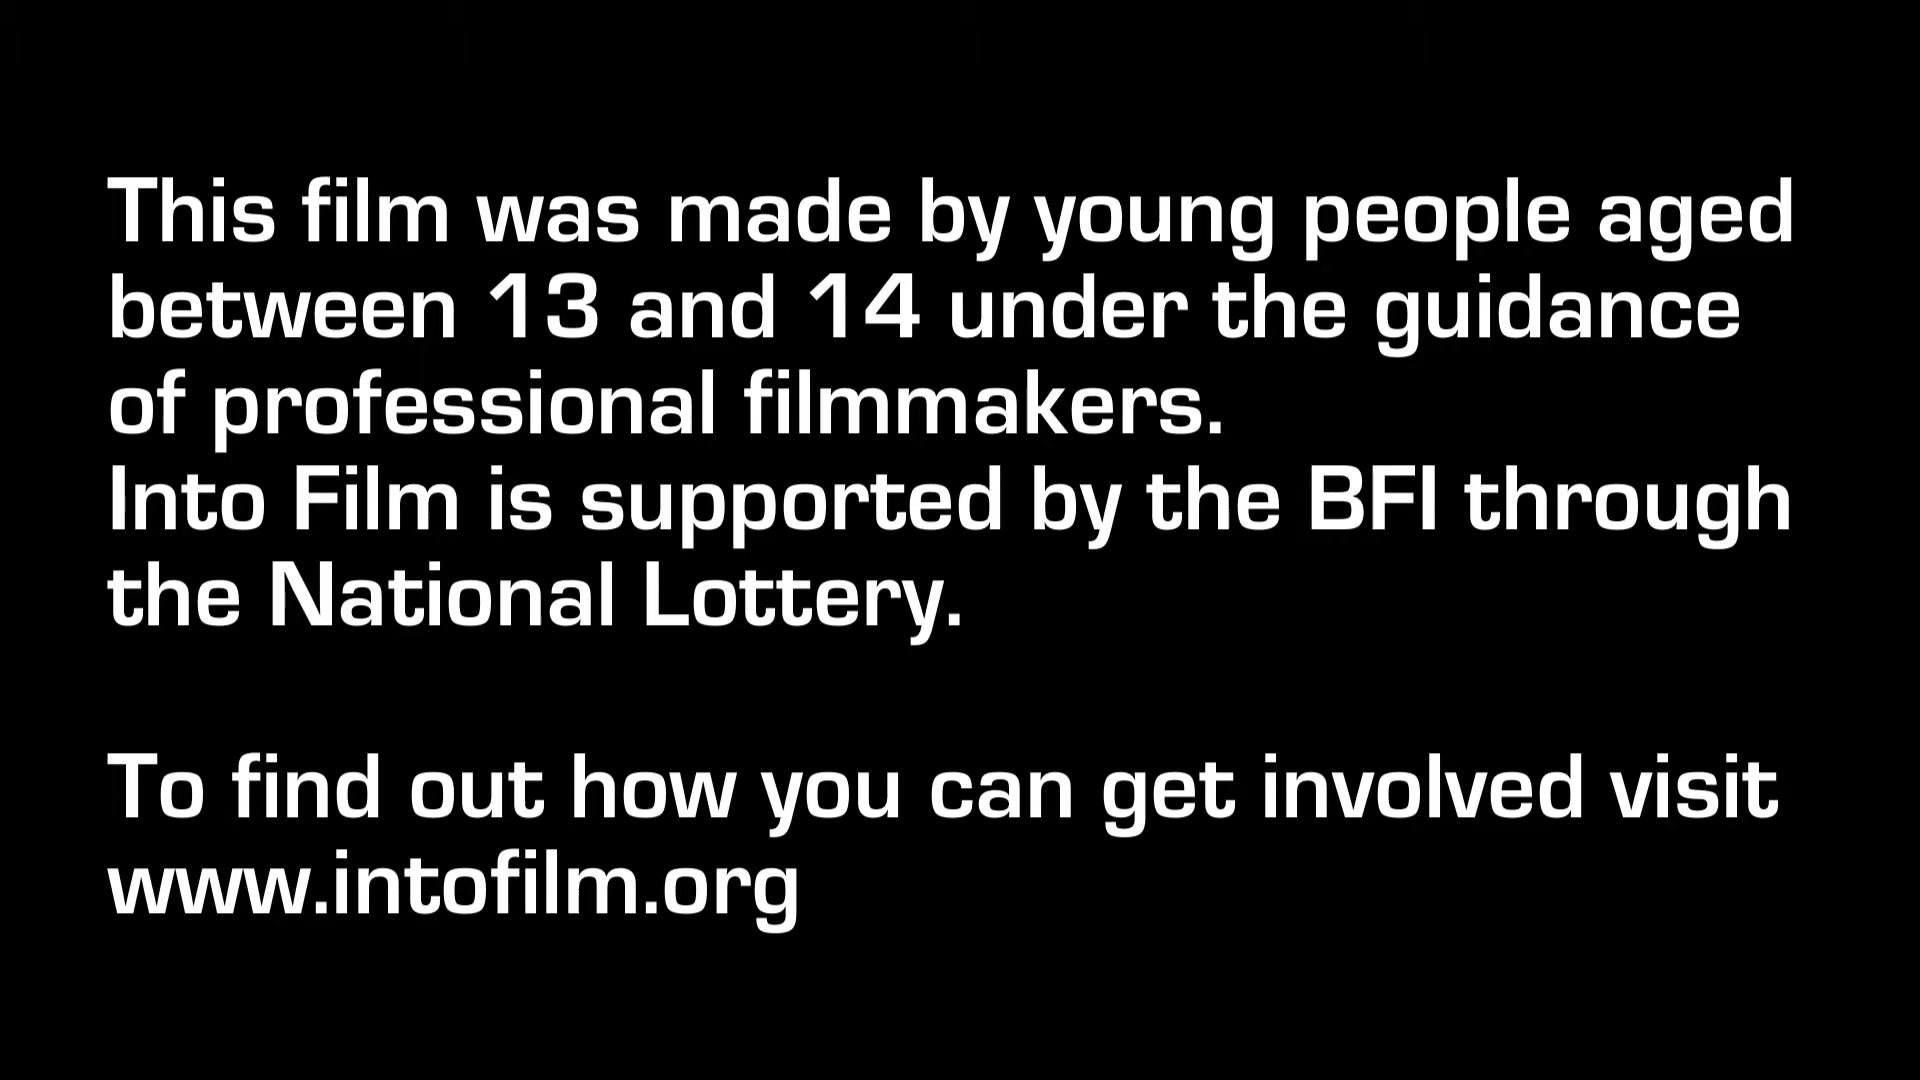 This film was made by young people aged
between 13 and 14 under the guidance
of professional filmmakers.
Into Film is supported by the BFI through
the National Lottery.
To find out how you can get involved visit
www.intofilm.org